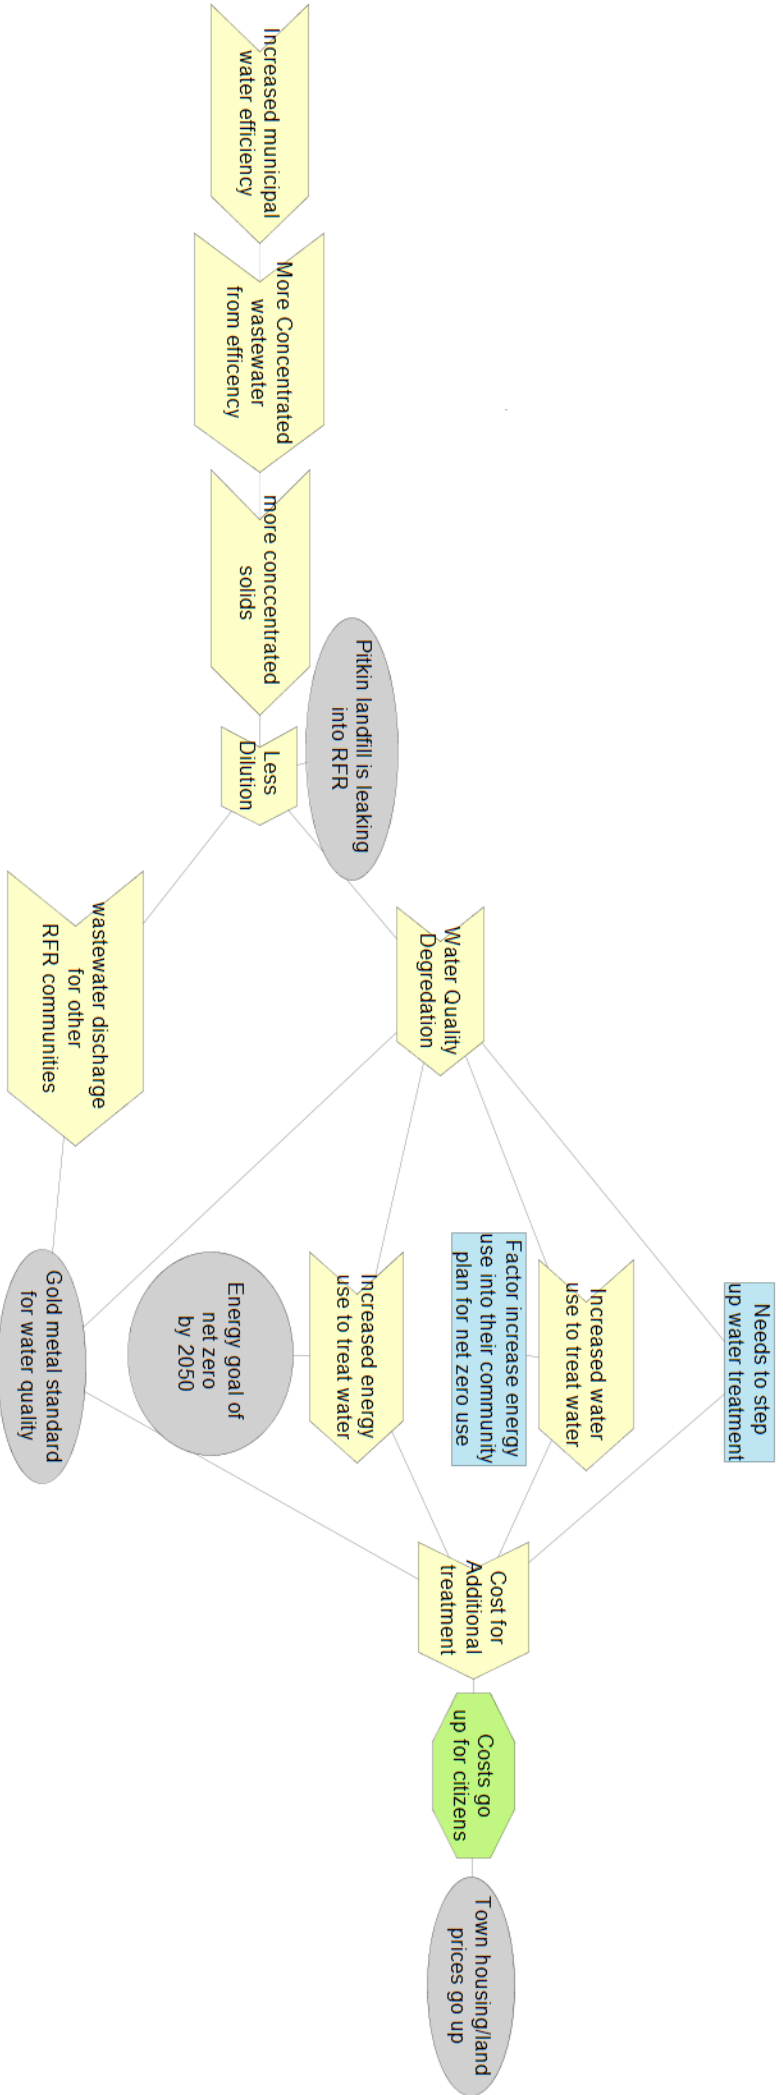 Increased municipal
water efficiency
More Concentrated
wastewater
from efficency
more conccentrated
solids
Pitkin landfill is leaking
into RFR
Less
Dilution
Water Quality
Degredation
wastewater discharge
for other
RFR communities
Needs to step
up water treatment
Increased water
use to treat water
Factor increase energy
use into their community
plan for net zero use
Increased energy
use to treat water
Energy goal of
net zero
by 2050
Gold metal standard
for water quality
Cost for
Additional
treatment
Costs go
up for citizens
Town housing/land
prices go up